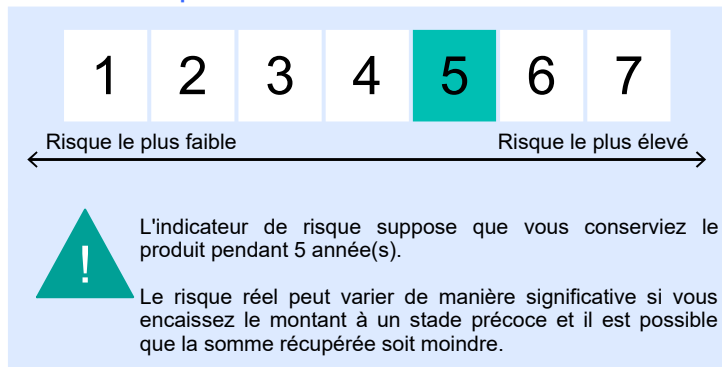 1 2 3 4 5 6 7
Risque le plus faible Risque le plus élevé
! L'indicateur de risque suppose que vous conserviez le
produit pendant 5 année(s).
Le risque réel peut varier de manière significative si vous
encaissez le montant à un stade précoce et il est possible
que la somme récupérée soit moindre.